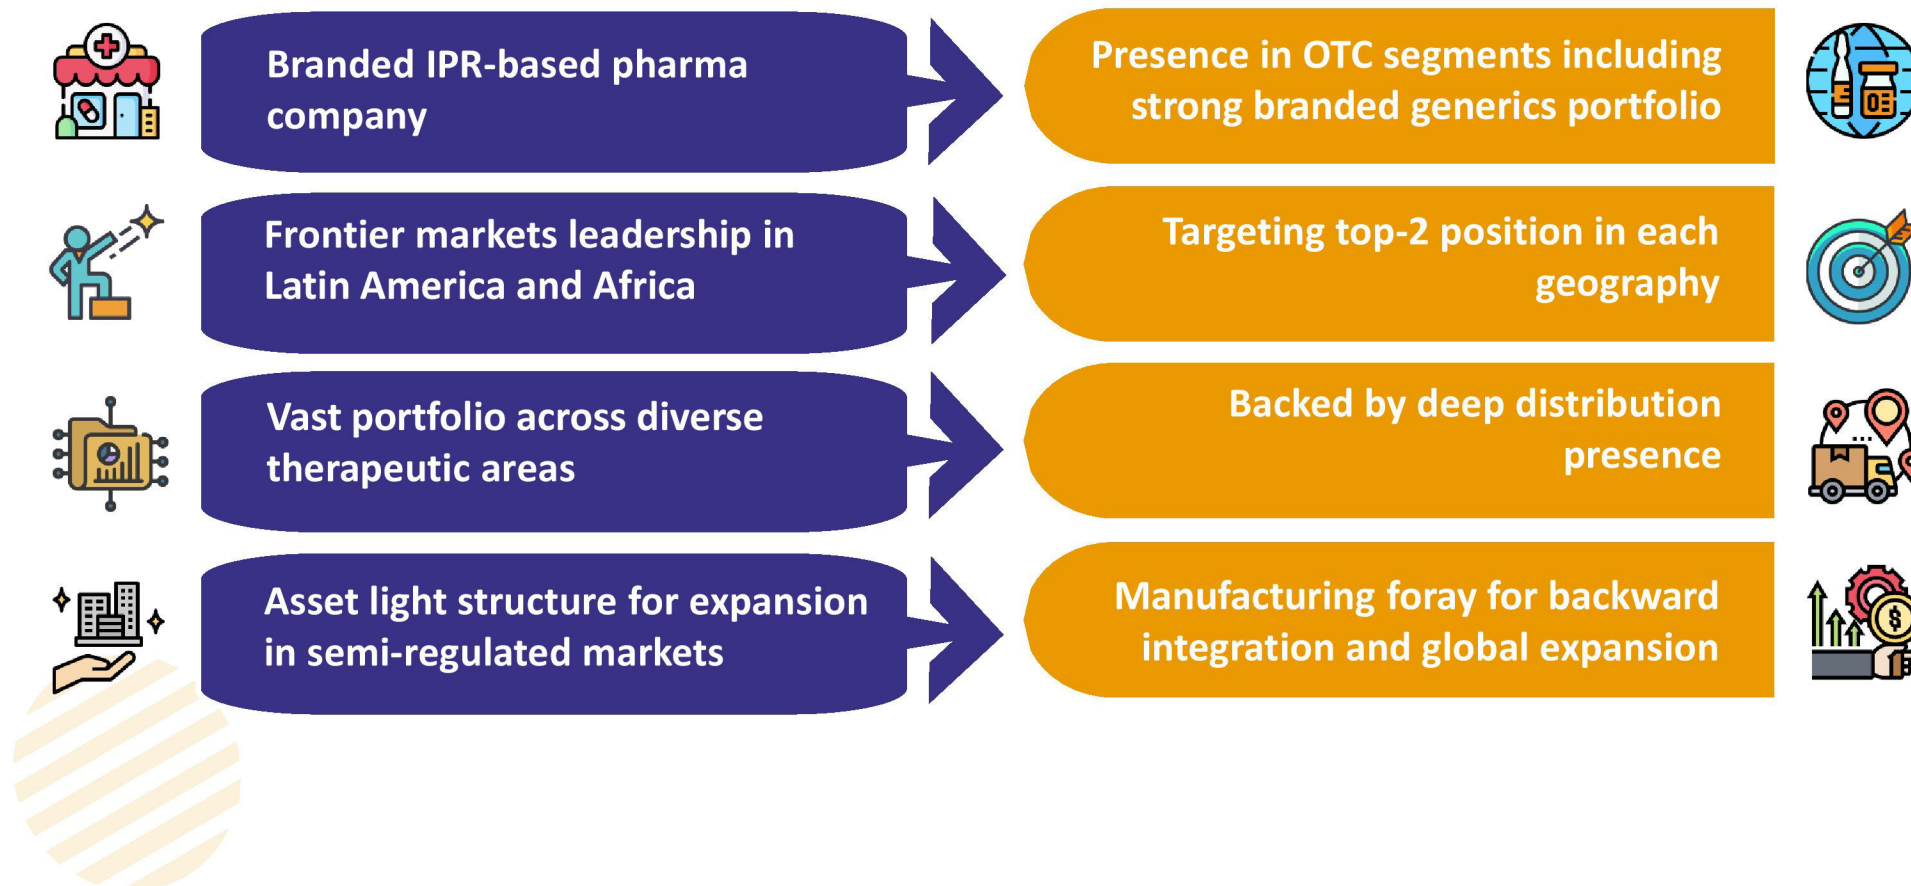 Branded IPR-based pharma
company
Presence in OTC segments including
strong branded generics portfolio
Frontier markets leadership in
Latin America and Africa
Targeting top-2 position in each
geography
Vast portfolio across diverse
therapeutic areas
Backed by deep distribution
presence
Asset light structure for expansion
in semi-regulated markets
Manufacturing foray for backward
integration and global expansion